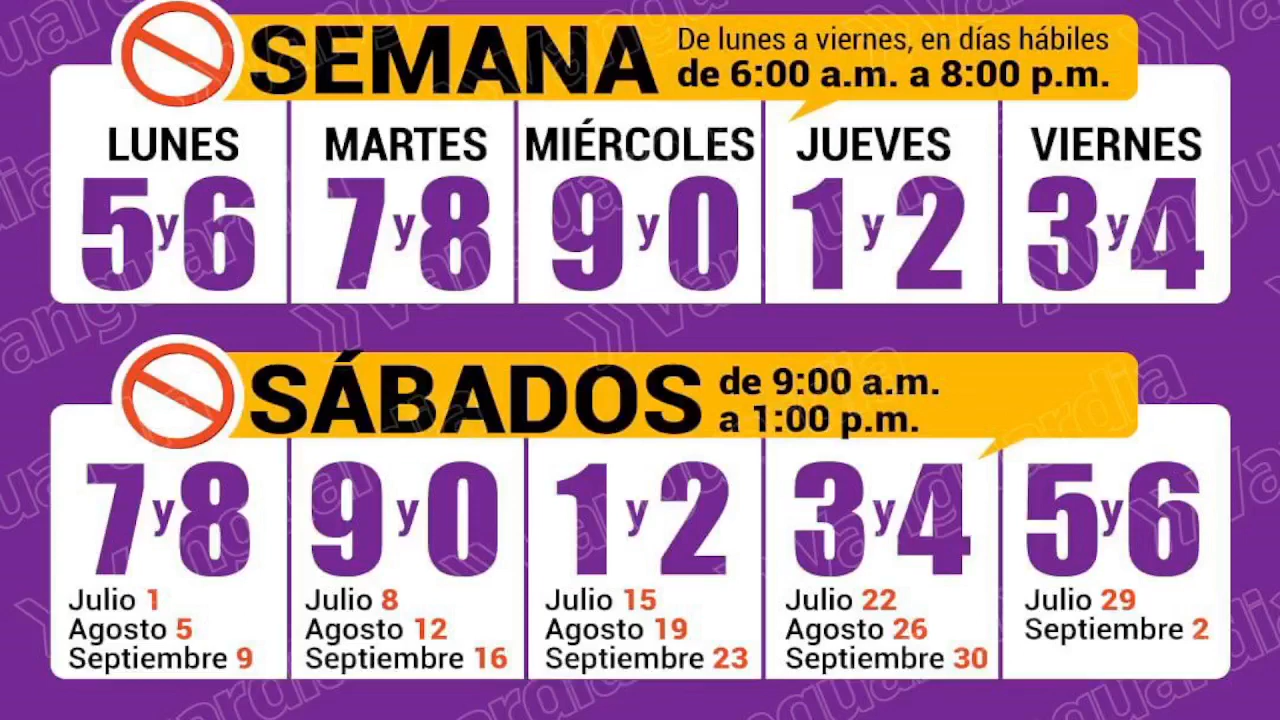 SEMANA
De lunes a viernes, en días hábiles
de 6:00 a.m. a 8:00 p.m.
LUNES
5 y 6
MARTES
7 y 8
MIÉRCOLES
9 y 0
JUEVES
1 y 2
VIERNES
3 y 4
SÁBADOS
de 9:00 a.m.
a 1:00 p.m.
7 y 8
Julio 1
Agosto 5
Septiembre 9
9 y 0
Julio 8
Agosto 12
Septiembre 16
1 y 2
Julio 15
Agosto 19
Septiembre 23
3 y 4
Julio 22
Agosto 26
Septiembre 30
5 y 6
Julio 29
Septiembre 2
Vanguardia